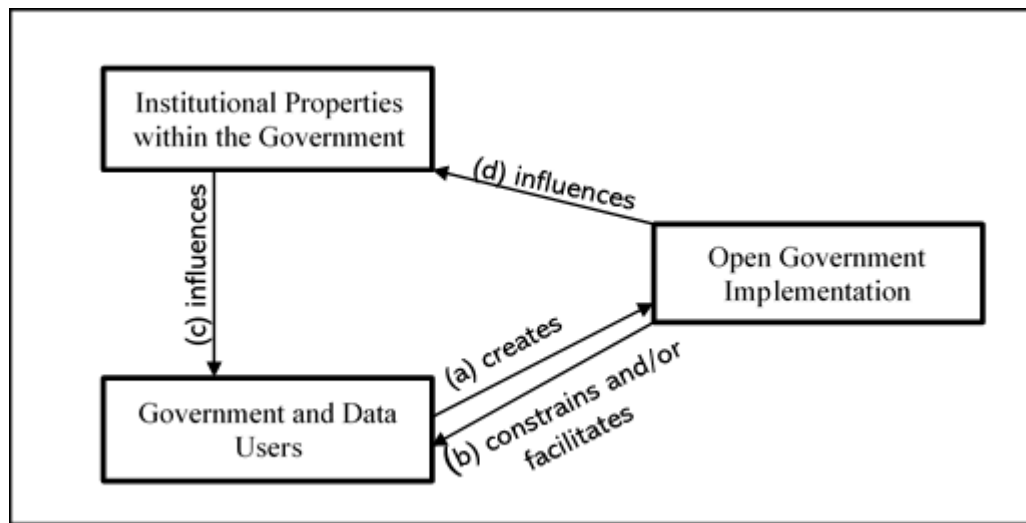 Institutional Properties
within the Government
(d) influences
(c) influences
Open Government
Implementation
(a) creates
(b) constrains and/or
facilitates
Government and Data
Users